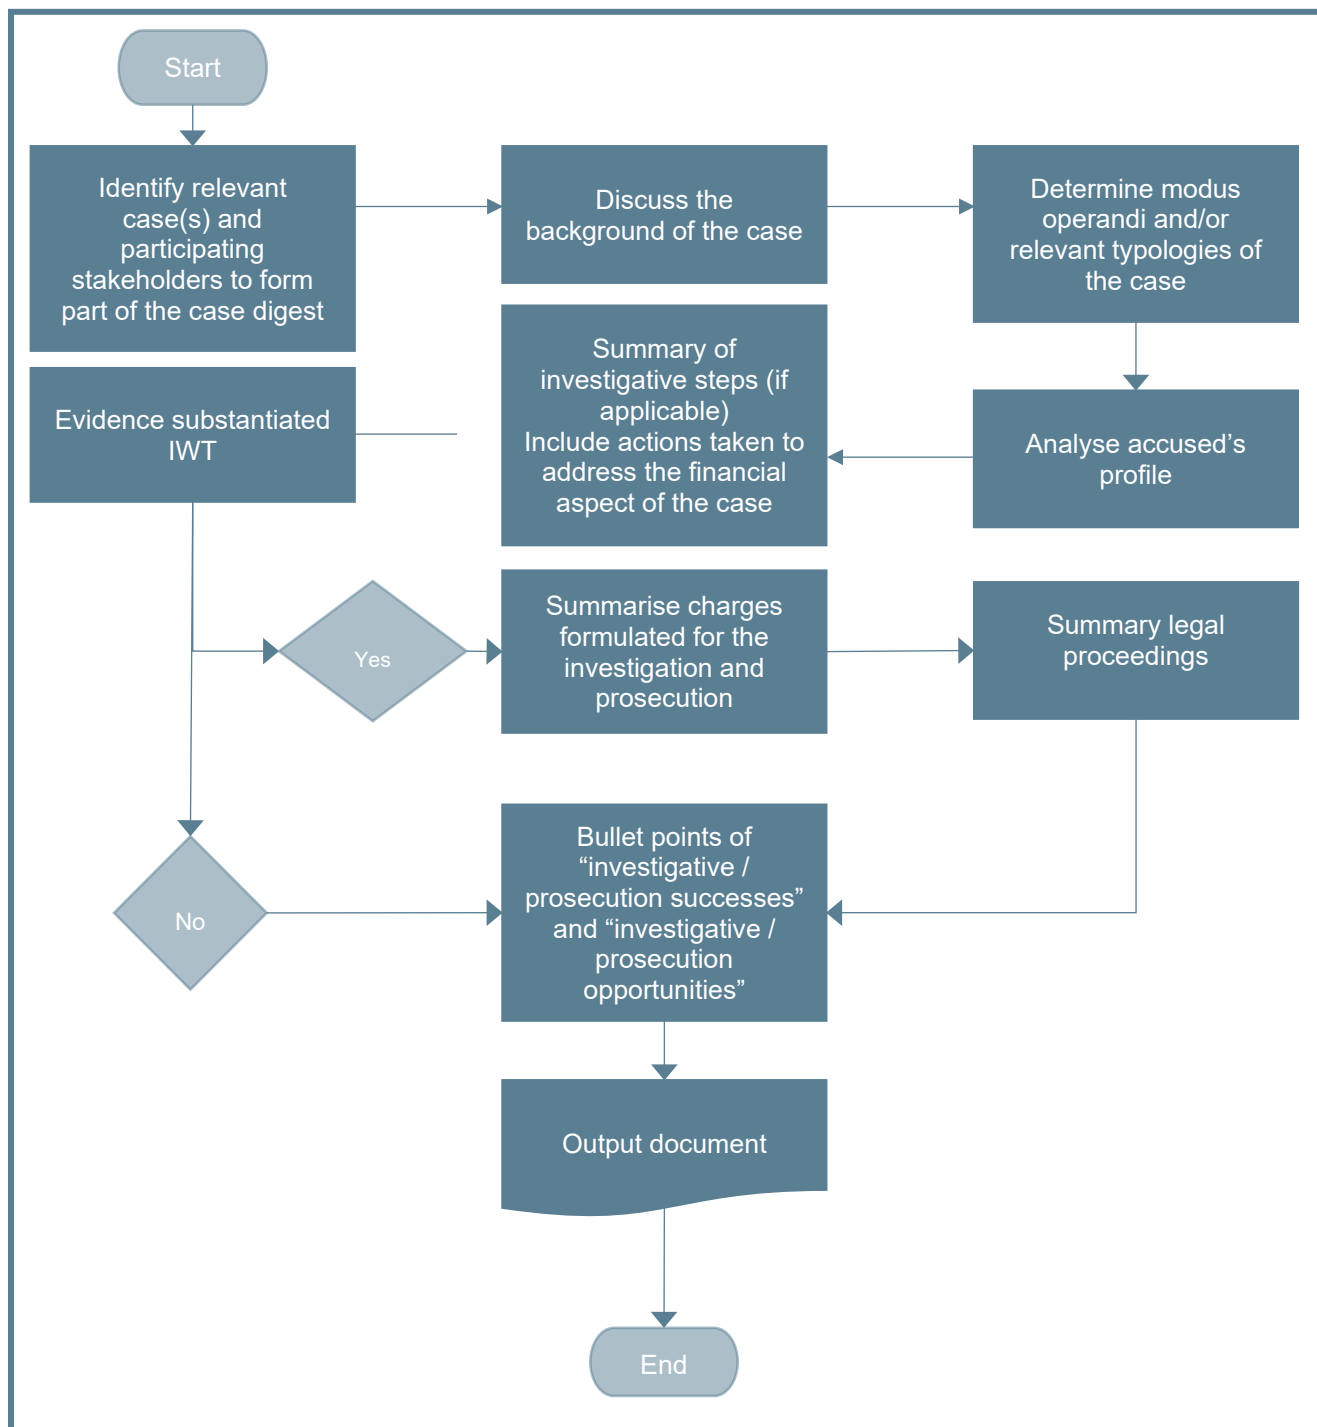 Start
Identify relevant
case(s) and
participating
stakeholders to form
part of the case digest
Discuss the
background of the case
Determine modus
operandi and/or
relevant typologies of
the case
Analyse accused’s
profile
Summary of
investigative steps (if
applicable)
Include actions taken to
address the financial
aspect of the case
Evidence substantiated
IWT
Yes
Summarise charges
formulated for the
investigation and
prosecution
Summary legal
proceedings
No
Bullet points of
“investigative /
prosecution successes”
and “investigative /
prosecution
opportunities”
Output document
End